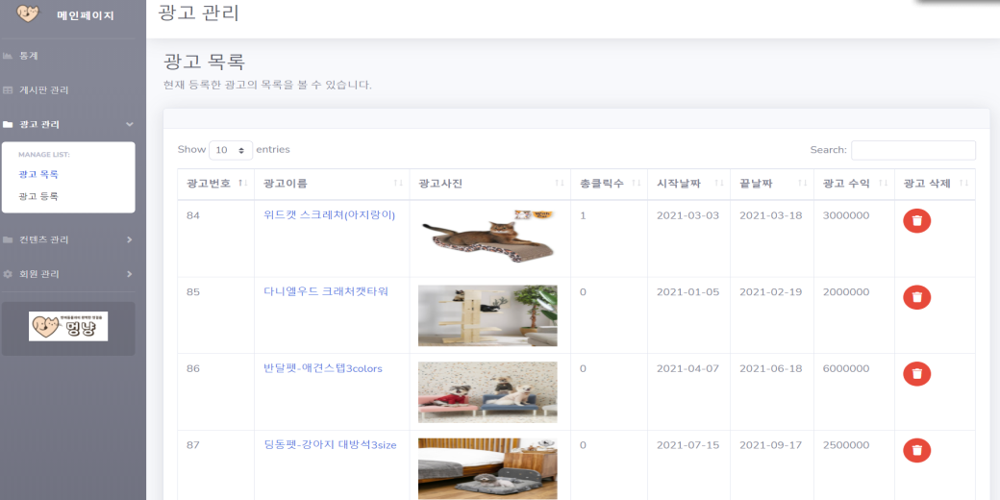 메인페이지
통계
게시판 관리
광고 관리
MANAGE LIST:
광고 목록
광고 등록
컨텐츠 관리
회원 관리
멍냥
광고 관리
광고 목록
현재 등록한 광고의 목록을 볼 수 있습니다.
Show 10 entries
Search:
광고번호 광고이름 광고사진 총클릭수 시작날짜 끝날짜 광고 수익 광고 삭제
84 위드캣 스크레쳐(아지랑이) 1 2021-03-03 2021-03-18 3000000
85 다니엘우드 크래처캣타워 0 2021-01-05 2021-02-19 2000000
86 반달펫-애견스텝3colors 0 2021-04-07 2021-06-18 6000000
87 딩동펫-강아지 대방석3size 0 2021-07-15 2021-09-17 2500000